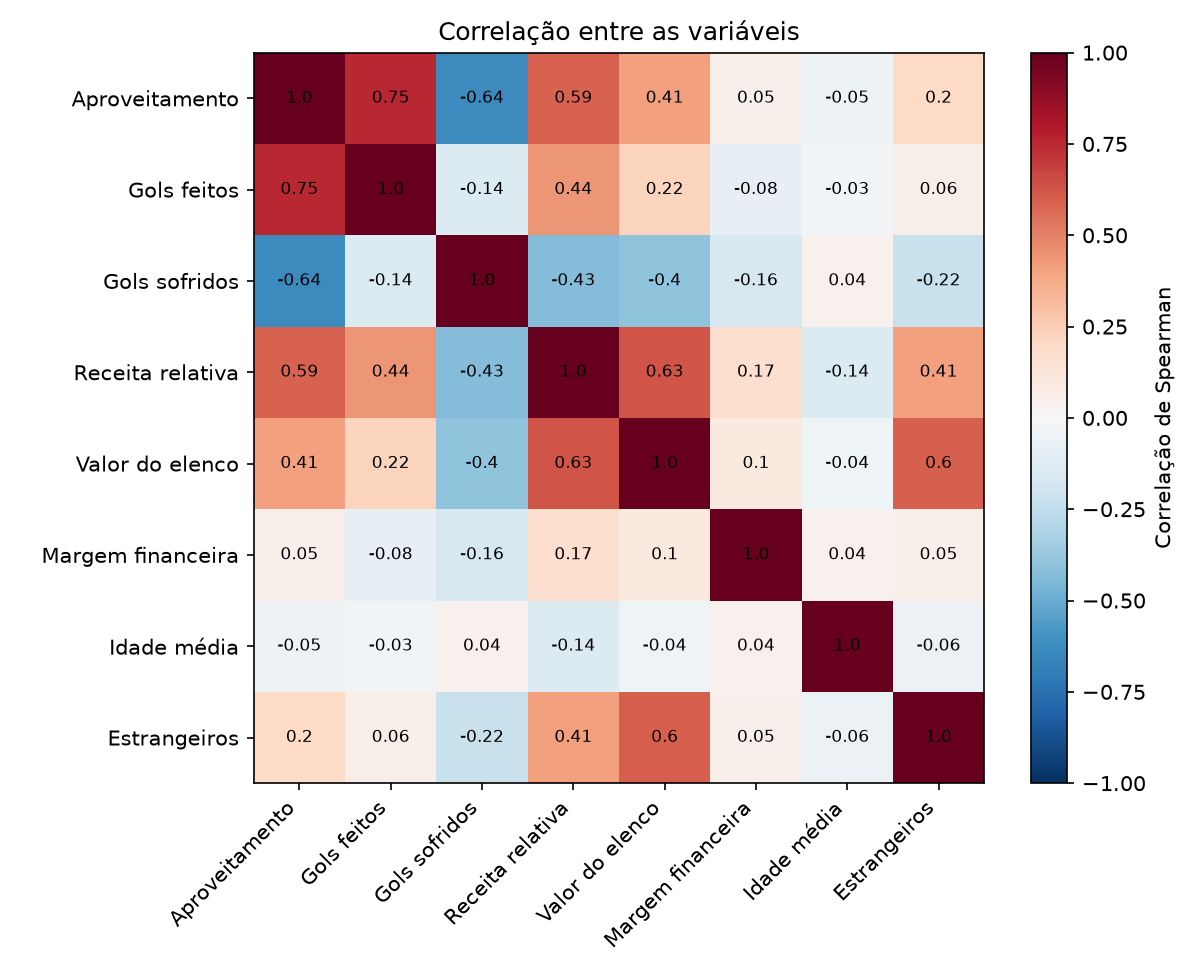 Correlação entre as variáveis
Aproveitamento 1.0 0.75 -0.64 0.59 0.41 0.05 -0.05 0.2
Gols feitos 0.75 1.0 -0.14 0.44 0.22 -0.08 -0.03 0.06
Gols sofridos -0.64 -0.14 1.0 -0.43 -0.4 -0.16 0.04 -0.22
Receita relativa 0.59 0.44 -0.43 1.0 0.63 0.17 -0.14 0.41
Valor do elenco 0.41 0.22 -0.4 0.63 1.0 0.1 -0.04 0.6
Margem financeira 0.05 -0.08 -0.16 0.17 0.1 1.0 0.04 0.05
Idade média -0.05 -0.03 0.04 -0.14 -0.04 0.04 1.0 -0.06
Estrangeiros 0.2 0.06 -0.22 0.41 0.6 0.05 -0.06 1.0
Aproveitamento
Gols feitos
Gols sofridos
Receita relativa
Valor do elenco
Margem financeira
Idade média
Estrangeiros
1.00
0.75
0.50
0.25
0.00
−0.25
−0.50
−0.75
−1.00
Correlação de Spearman